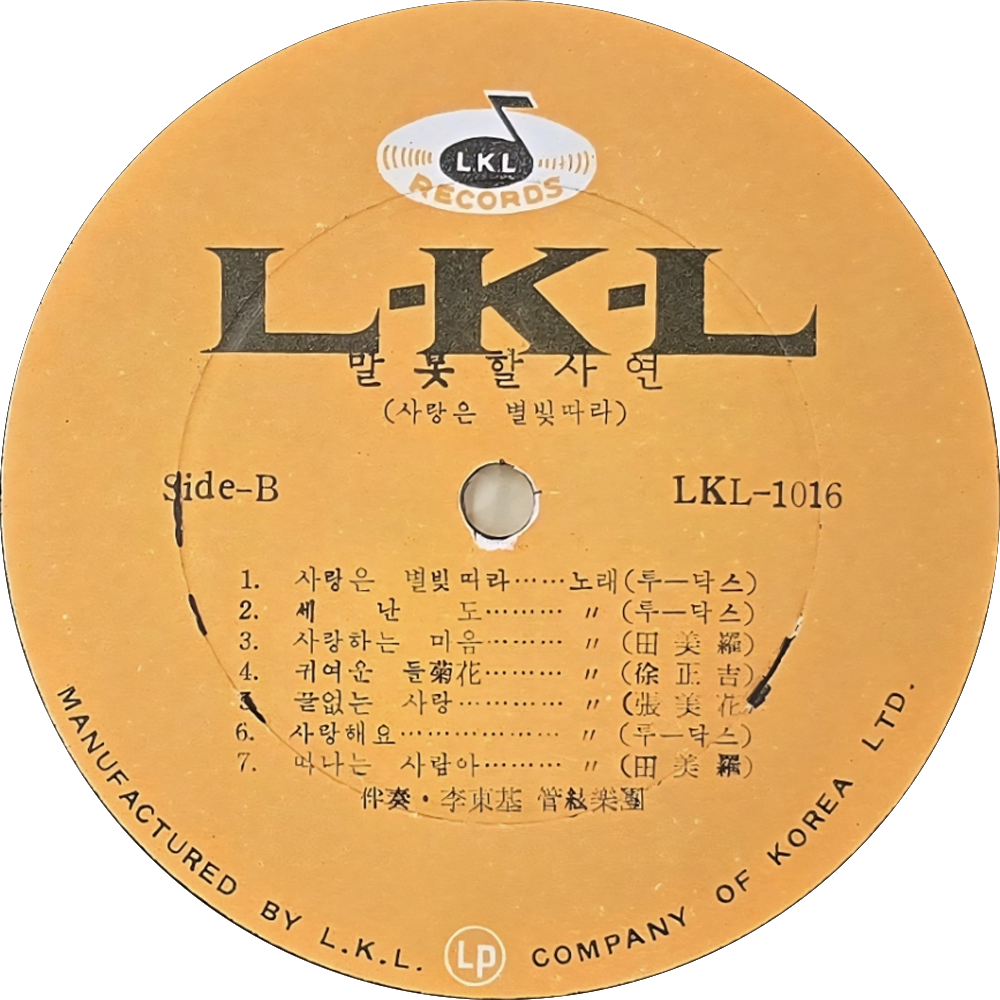 L.K.L
RECORDS
L-K-L
말 못 할 사 연
(사랑은 별빛따라)
Side-B
LKL-1016
1. 사랑은 별빛따라……노래(투一닥스)
2. 세 난 도……… 〃 (투一닥스)
3. 사랑하는 마음……… 〃 (田 美 羅)
4. 귀여운 들菊花……… 〃 (徐 正 吉)
5 끝없는 사랑………… 〃 (張 美 花)
6. 사랑해요……………… 〃 (투一닥스)
7. 떠나는 사람아……… 〃 (田 美 羅)
伴奏·李東基 管絃樂團
MANUFACTURED BY L.K.L. LP COMPANY OF KOREA LTD.